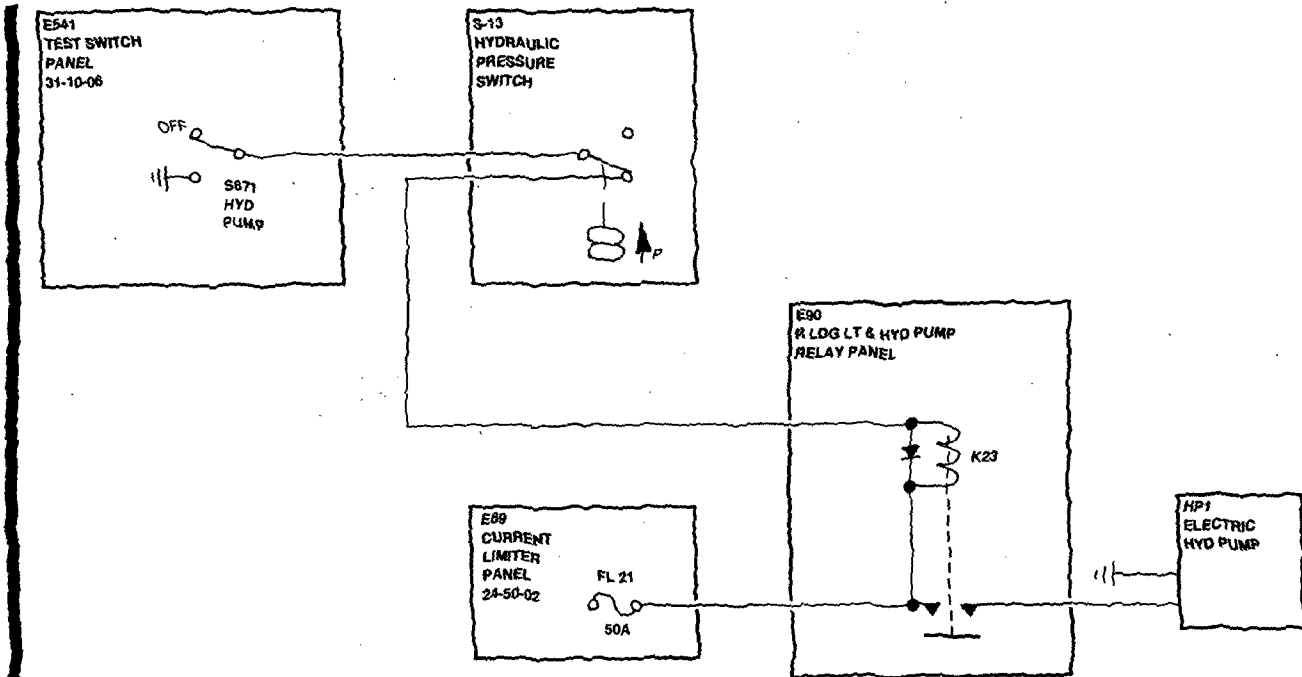 E541
TEST SWITCH
PANEL
31-10-06
OFF
S671
HYD
PUMP
S-13
HYDRAULIC
PRESSURE
SWITCH
P
E90
R LDG LT & HYD PUMP
RELAY PANEL
K23
E69
CURRENT
LIMITER
PANEL
24-50-02
FL 21
50A
HP1
ELECTRIC
HYD PUMP